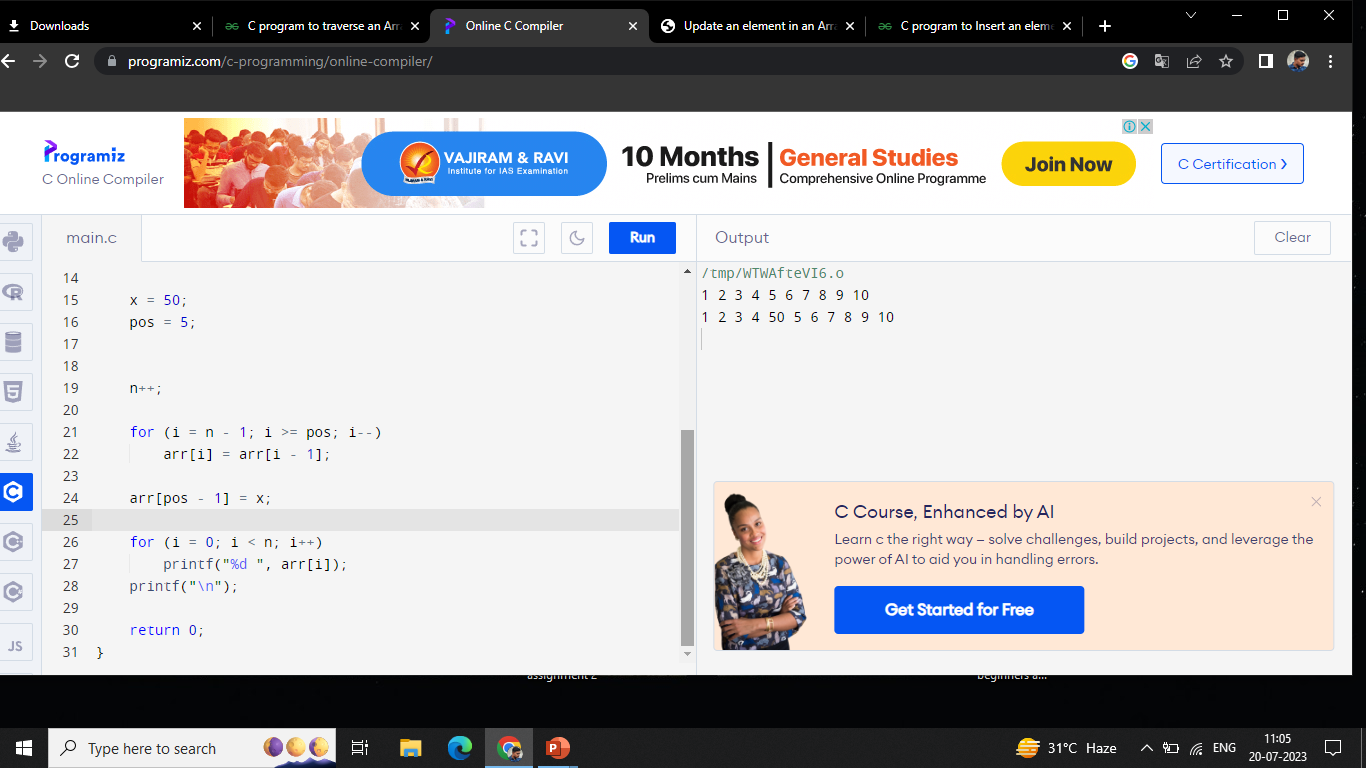 Downloads
C program to traverse an Arra
Online C Compiler
Update an element in an Arra
C program to Insert an eleme
programiz.com/c-programming/online-compiler/
Programiz
C Online Compiler
VAJIRAM & RAVI
Institute for IAS Examination
10 Months
Prelims cum Mains
General Studies
Comprehensive Online Programme
Join Now
C Certification >
main.c
Run
Output
Clear
14
15 x = 50;
16 pos = 5;
17
18
19 n++;
20
21 for (i = n - 1; i >= pos; i--)
22 arr[i] = arr[i - 1];
23
24 arr[pos - 1] = x;
25
26 for (i = 0; i < n; i++)
27 printf("%d ", arr[i]);
28 printf("\n");
29
30 return 0;
31 }
/tmp/WTWAfteVI6.o
1 2 3 4 5 6 7 8 9 10
1 2 3 4 50 5 6 7 8 9 10
C Course, Enhanced by AI
Learn c the right way – solve challenges, build projects, and leverage the
power of AI to aid you in handling errors.
Get Started for Free
JS
assignment 2
beginners a...
Type here to search
31°C Haze
ENG
11:05
20-07-2023